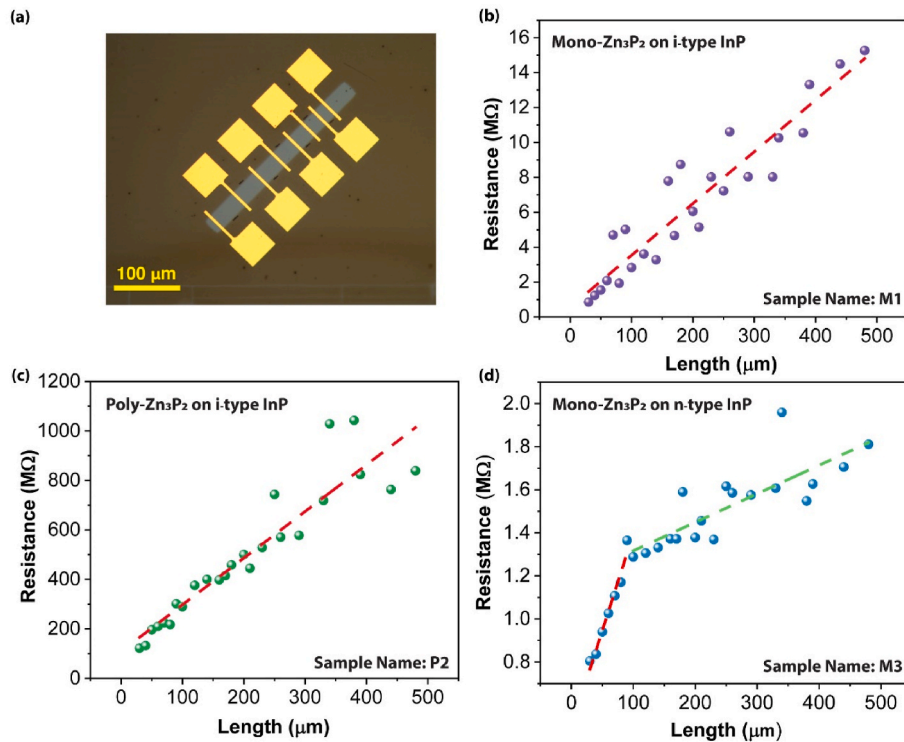 (a)
100 μm
(b)
Mono-Zn₃P₂ on i-type InP
16
14
12
10
8
6
4
2
0
Resistance (MΩ)
Sample Name: M1
0 100 200 300 400 500
Length (μm)
(c)
Poly-Zn₃P₂ on i-type InP
1200
1000
800
600
400
200
0
Resistance (MΩ)
Sample Name: P2
0 100 200 300 400 500
Length (μm)
(d)
Mono-Zn₃P₂ on n-type InP
2.0
1.8
1.6
1.4
1.2
1.0
0.8
Resistance (MΩ)
Sample Name: M3
0 100 200 300 400 500
Length (μm)